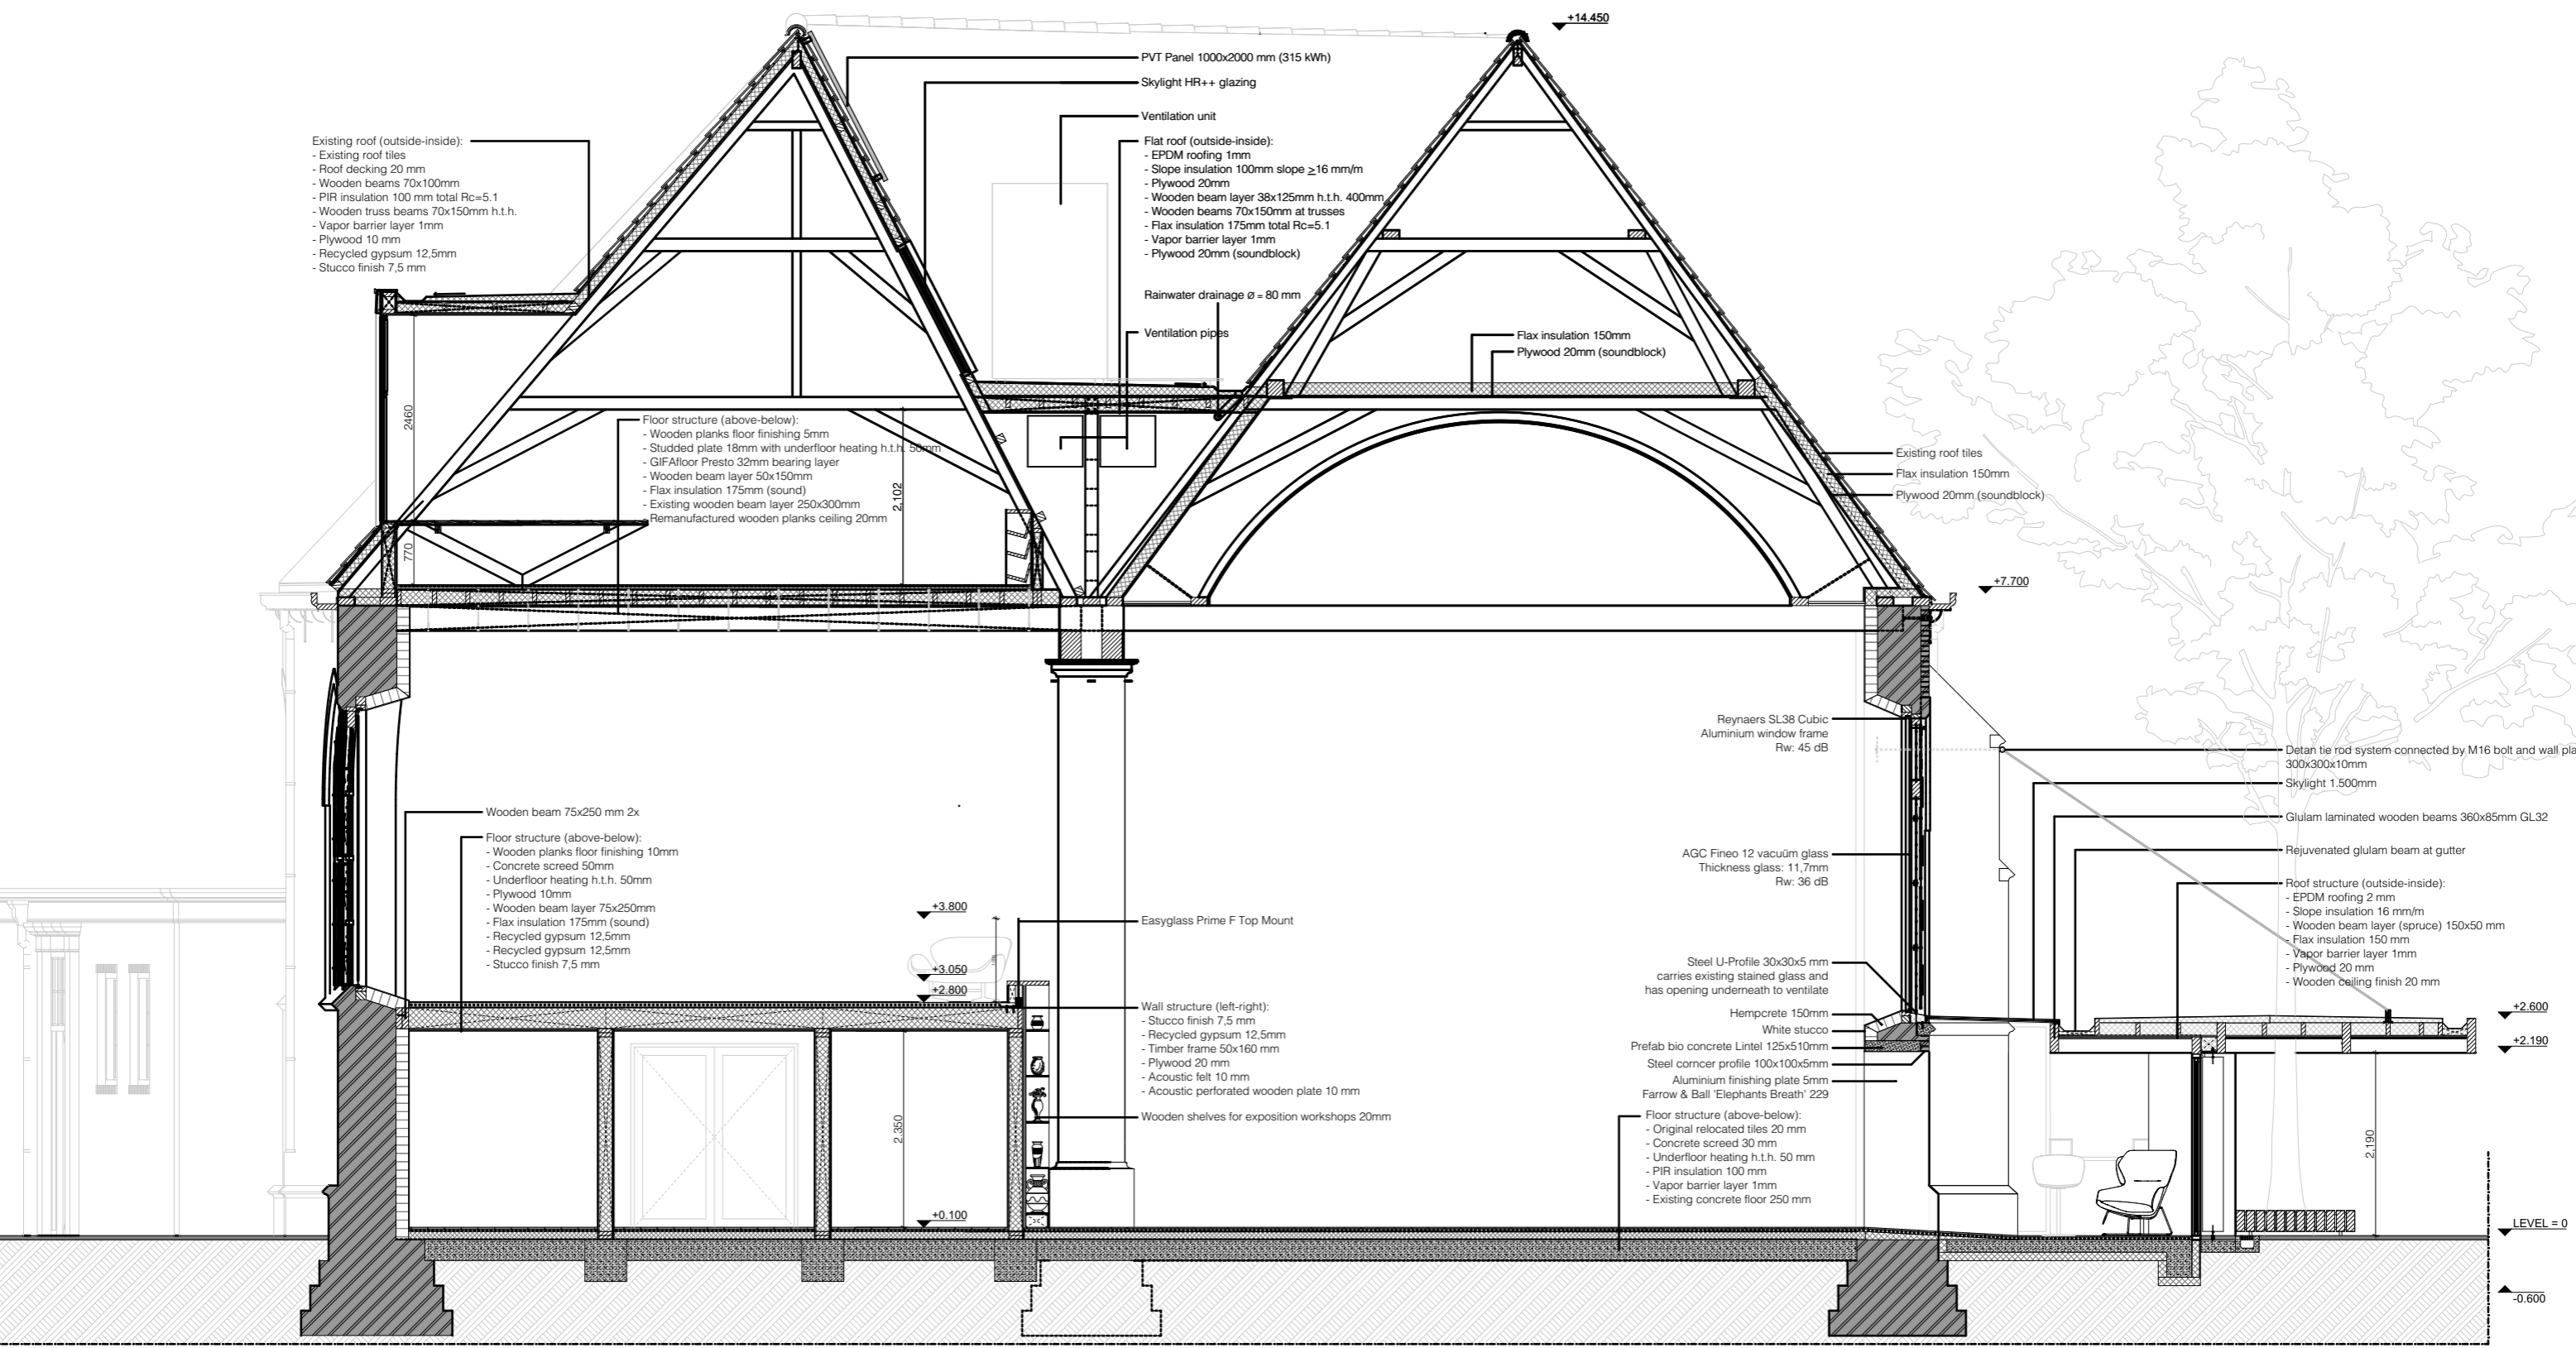 +14.450
PVT Panel 1000x2000 mm (315 kWh)
Skylight HR++ glazing
Ventilation unit
Existing roof (outside-inside):
- Existing roof tiles
- Roof decking 20 mm
- Wooden beams 70x100mm
- PIR insulation 100 mm total Rc=5.1
- Wooden truss beams 70x150mm h.t.h.
- Vapor barrier layer 1mm
- Plywood 10 mm
- Recycled gypsum 12,5mm
- Stucco finish 7,5 mm
Flat roof (outside-inside):
- EPDM roofing 1mm
- Slope insulation 100mm slope ≥16 mm/m
- Plywood 20mm
- Wooden beam layer 38x125mm h.t.h. 400mm
- Wooden beams 70x150mm at trusses
- Flax insulation 175mm total Rc=5.1
- Vapor barrier layer 1mm
- Plywood 20mm (soundblock)
Rainwater drainage ø = 80 mm
Ventilation pipes
Flax insulation 150mm
Plywood 20mm (soundblock)
2460
770
Floor structure (above-below):
- Wooden planks floor finishing 5mm
- Studded plate 18mm with underfloor heating h.t.h. 50mm
- GIFAfloor Presto 32mm bearing layer
- Wooden beam layer 50x150mm
- Flax insulation 175mm (sound)
- Existing wooden beam layer 250x300mm
- Remanufactured wooden planks ceiling 20mm
2,102
Existing roof tiles
Flax insulation 150mm
Plywood 20mm (soundblock)
+7.700
Reynaers SL38 Cubic
Aluminium window frame
Rw: 45 dB
Detan tie rod system connected by M16 bolt and wall pla
300x300x10mm
Skylight 1.500mm
Glulam laminated wooden beams 360x85mm GL32
Rejuvenated glulam beam at gutter
Roof structure (outside-inside):
- EPDM roofing 2 mm
- Slope insulation 16 mm/m
- Wooden beam layer (spruce) 150x50 mm
- Flax insulation 150 mm
- Vapor barrier layer 1mm
- Plywood 20 mm
- Wooden ceiling finish 20 mm
Wooden beam 75x250 mm 2x
Floor structure (above-below):
- Wooden planks floor finishing 10mm
- Concrete screed 50mm
- Underfloor heating h.t.h. 50mm
- Plywood 10mm
- Wooden beam layer 75x250mm
- Flax insulation 175mm (sound)
- Recycled gypsum 12,5mm
- Recycled gypsum 12,5mm
- Stucco finish 7,5 mm
+3.800
+3.050
+2.800
Easyglass Prime F Top Mount
AGC Fineo 12 vacuüm glass
Thickness glass: 11,7mm
Rw: 36 dB
Steel U-Profile 30x30x5 mm
carries existing stained glass and
has opening underneath to ventilate
Hempcrete 150mm
White stucco
Prefab bio concrete Lintel 125x510mm
Steel corncer profile 100x100x5mm
Aluminium finishing plate 5mm
Farrow & Ball 'Elephants Breath' 229
Wall structure (left-right):
- Stucco finish 7,5 mm
- Recycled gypsum 12,5mm
- Timber frame 50x160 mm
- Plywood 20 mm
- Acoustic felt 10 mm
- Acoustic perforated wooden plate 10 mm
Wooden shelves for exposition workshops 20mm
Floor structure (above-below):
- Original relocated tiles 20 mm
- Concrete screed 30 mm
- Underfloor heating h.t.h. 50 mm
- PIR insulation 100 mm
- Vapor barrier layer 1mm
- Existing concrete floor 250 mm
+2.600
+2.190
2.350
2,190
+0.100
LEVEL = 0
-0.600